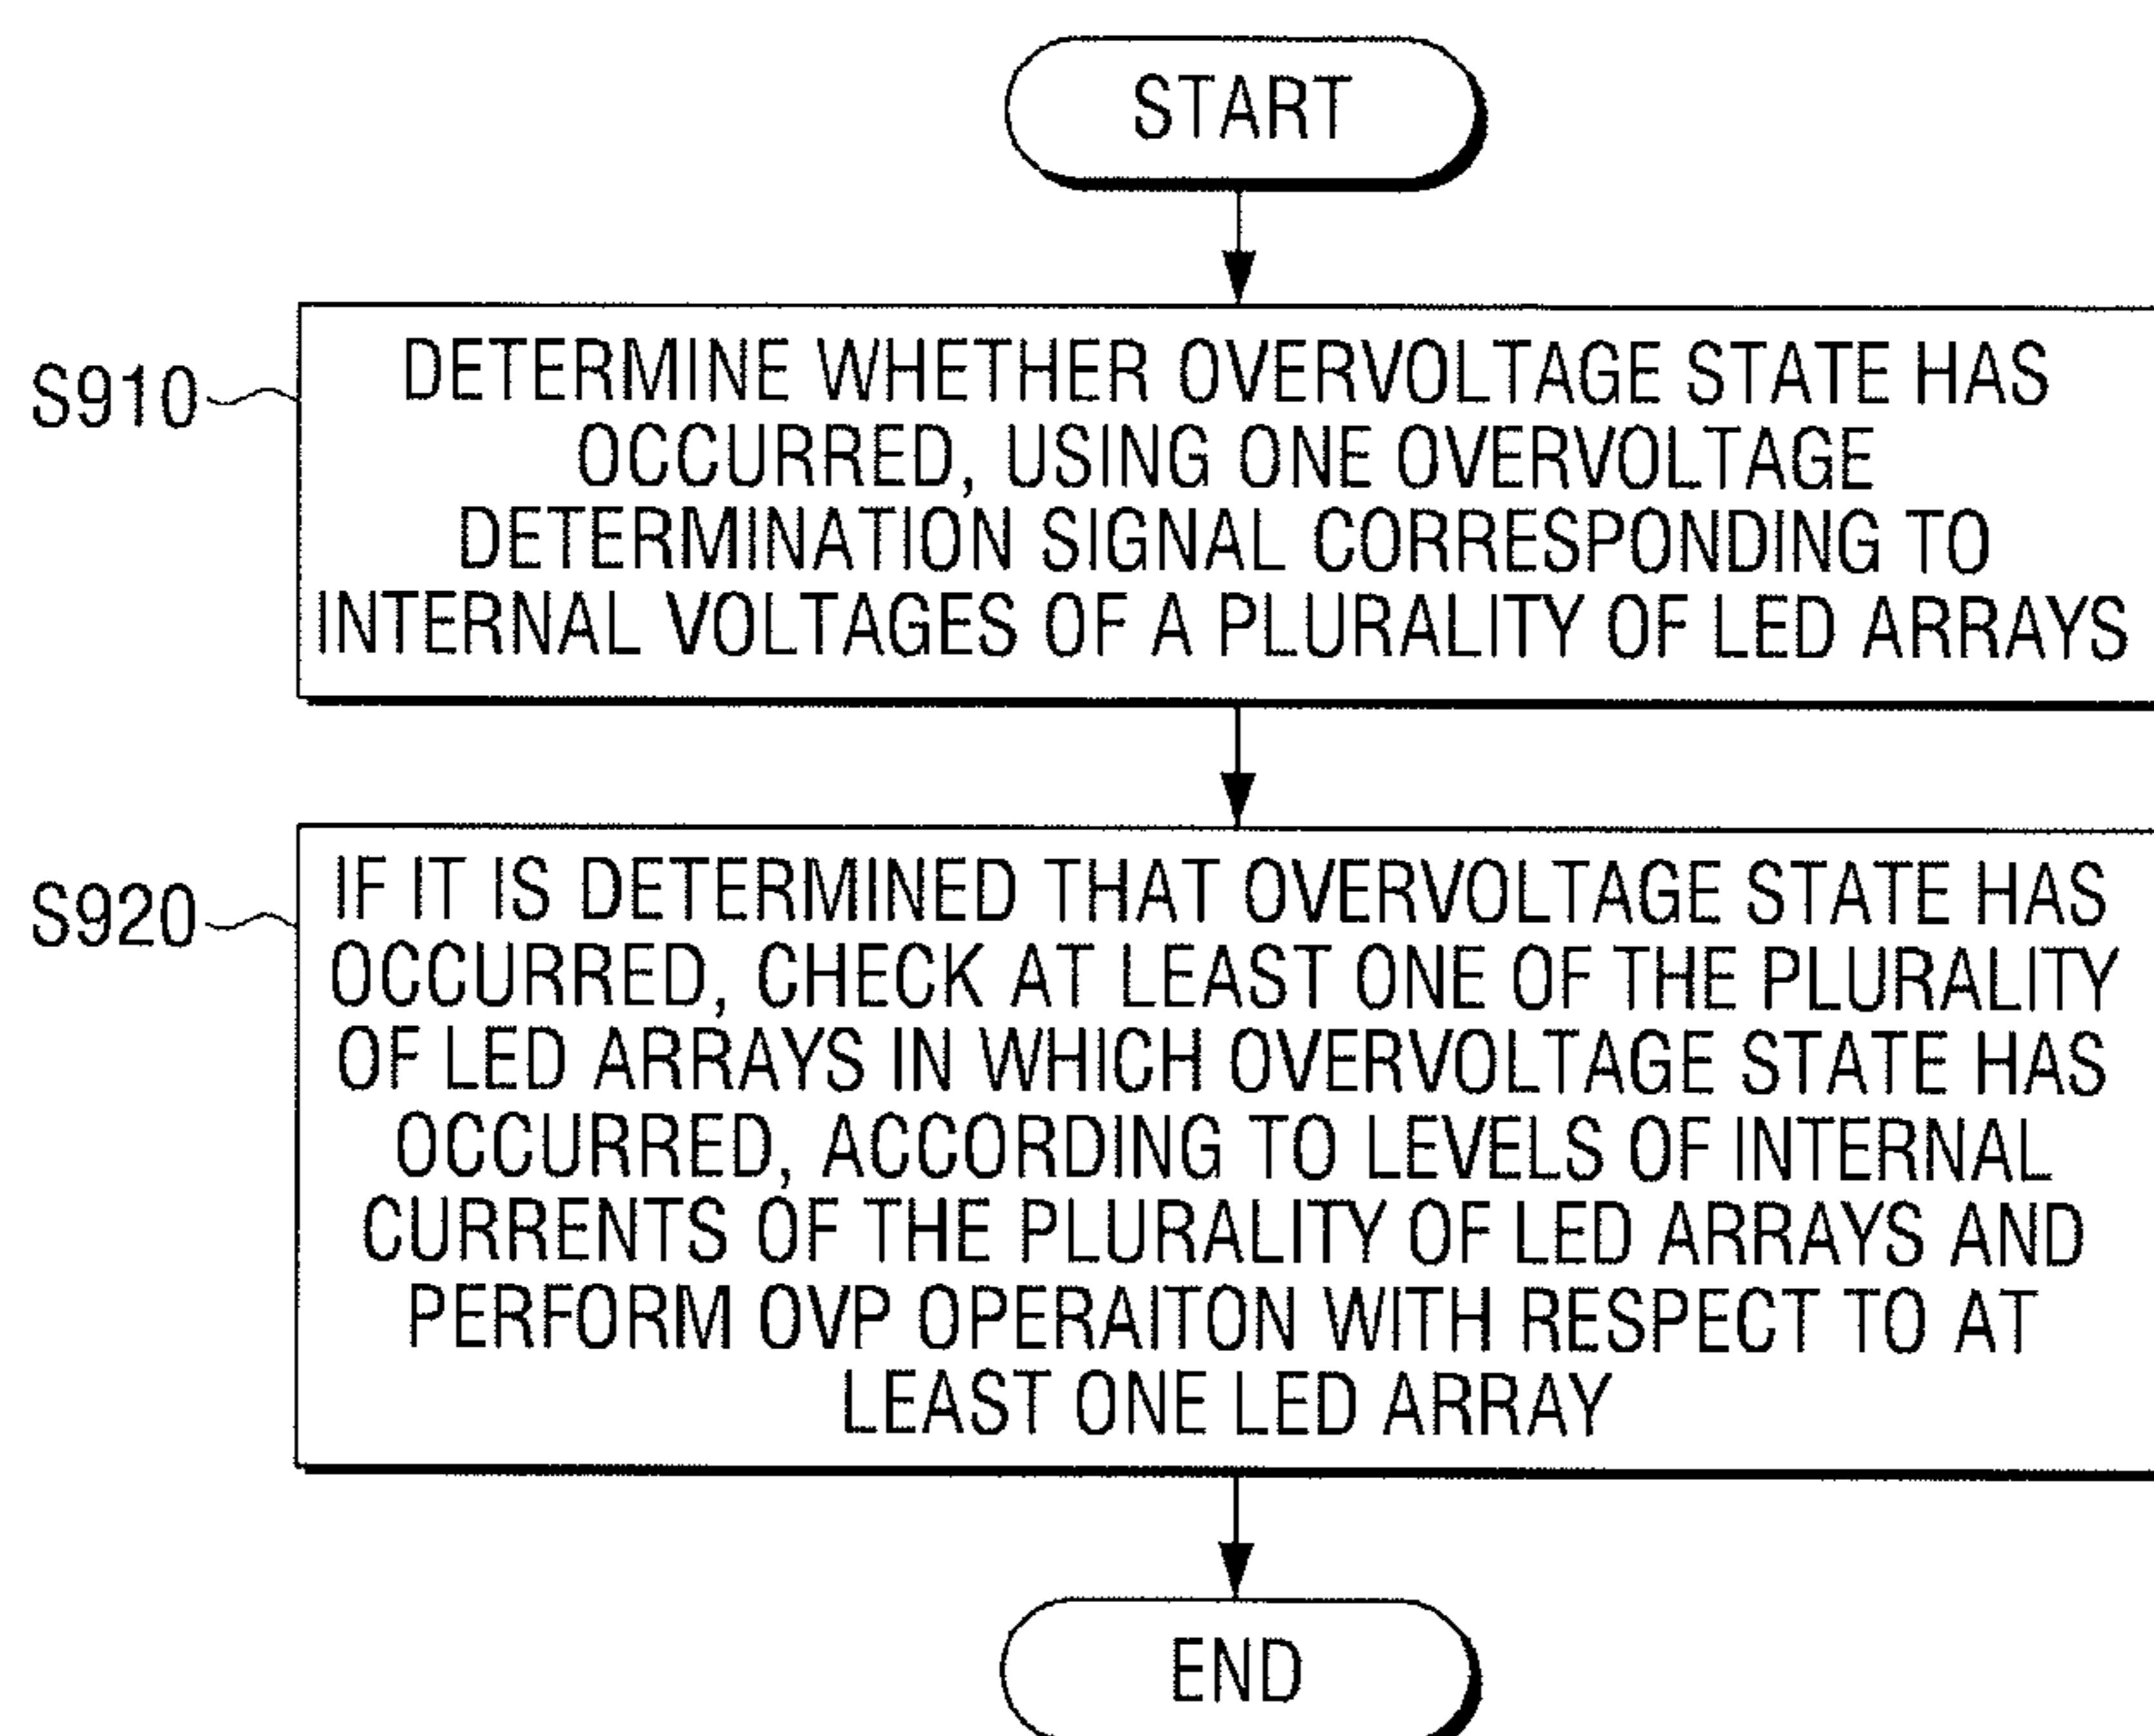 START
S910
DETERMINE WHETHER OVERVOLTAGE STATE HAS
OCCURRED, USING ONE OVERVOLTAGE
DETERMINATION SIGNAL CORRESPONDING TO
INTERNAL VOLTAGES OF A PLURALITY OF LED ARRAYS
S920
IF IT IS DETERMINED THAT OVERVOLTAGE STATE HAS
OCCURRED, CHECK AT LEAST ONE OF THE PLURALITY
OF LED ARRAYS IN WHICH OVERVOLTAGE STATE HAS
OCCURRED, ACCORDING TO LEVELS OF INTERNAL
CURRENTS OF THE PLURALITY OF LED ARRAYS AND
PERFORM OVP OPERAITON WITH RESPECT TO AT
LEAST ONE LED ARRAY
END